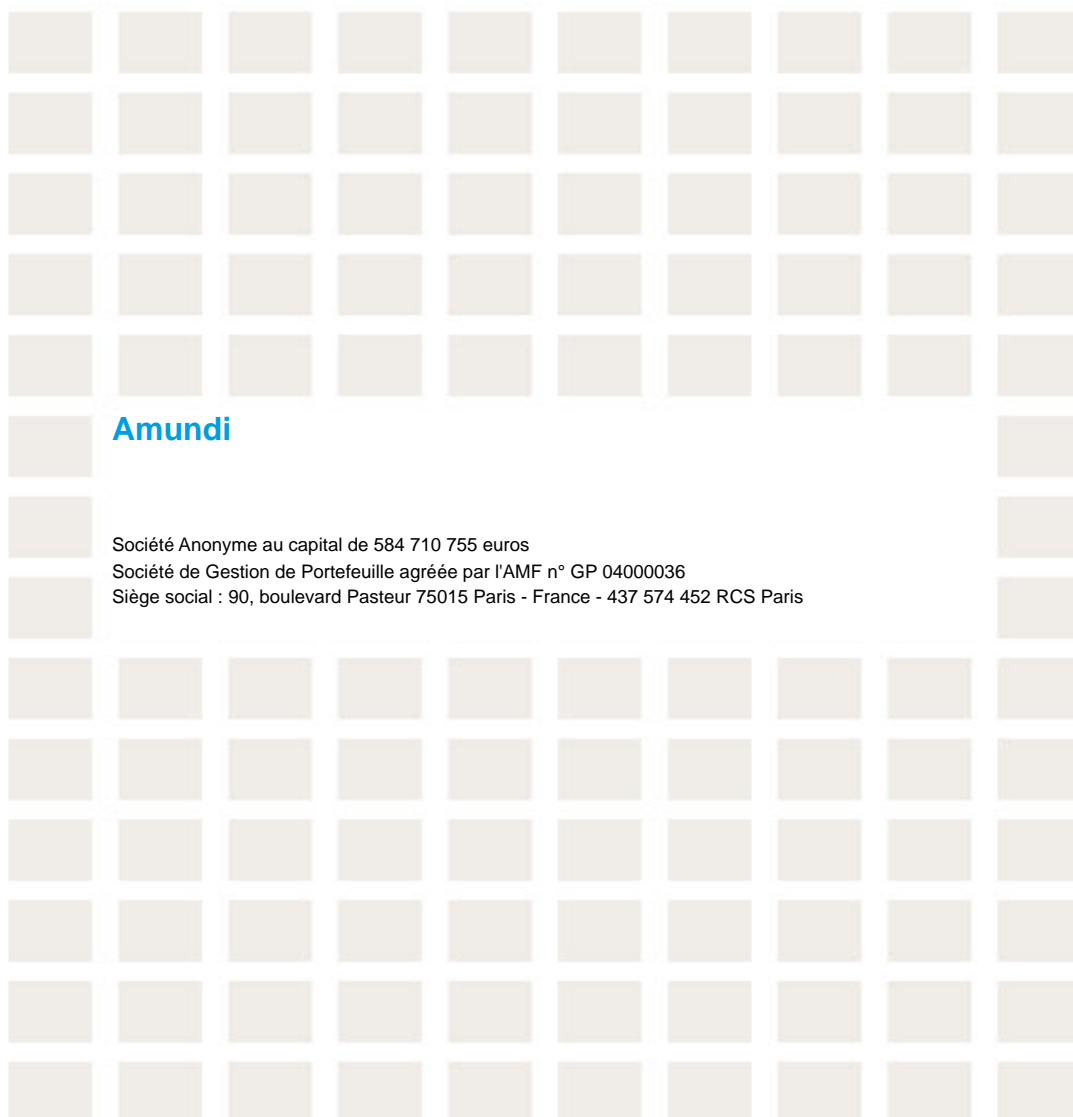 Amundi
Société Anonyme au capital de 584 710 755 euros
Société de Gestion de Portefeuille agréée par l'AMF n° GP 04000036
Siège social : 90, boulevard Pasteur 75015 Paris - France - 437 574 452 RCS Paris